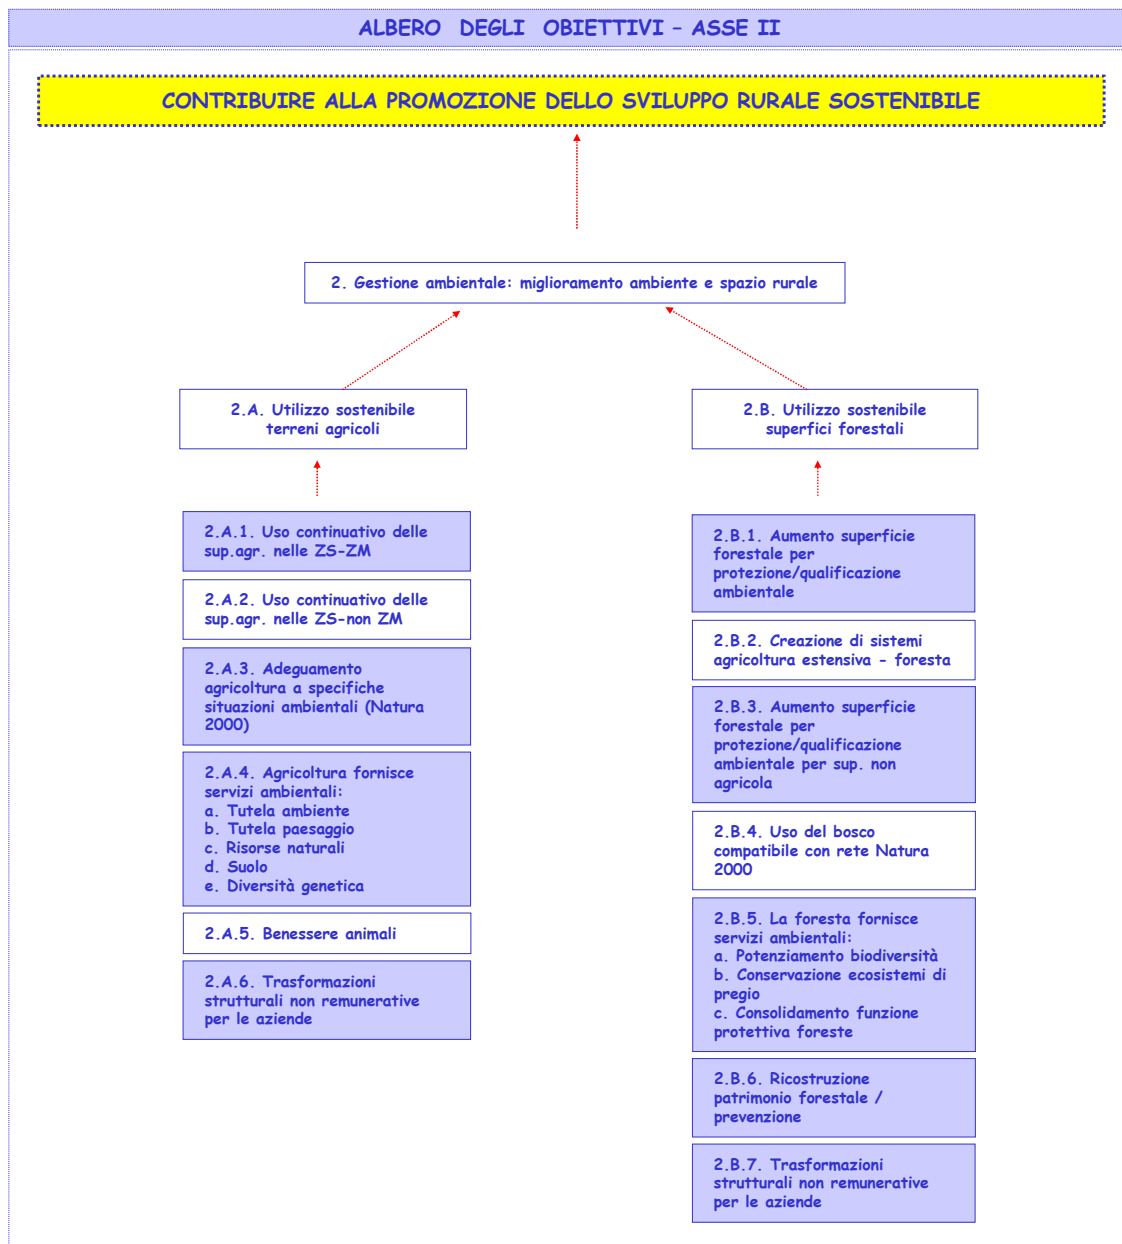 ALBERO DEGLI OBIETTIVI – ASSE II
CONTRIBUIRE ALLA PROMOZIONE DELLO SVILUPPO RURALE SOSTENIBILE
2. Gestione ambientale: miglioramento ambiente e spazio rurale
2.A. Utilizzo sostenibile
terreni agricoli
2.A.1. Uso continuativo delle
sup.agr. nelle ZS-ZM
2.A.2. Uso continuativo delle
sup.agr. nelle ZS-non ZM
2.A.3. Adeguamento
agricoltura a specifiche
situazioni ambientali (Natura
2000)
2.A.4. Agricoltura fornisce
servizi ambientali:
a. Tutela ambiente
b. Tutela paesaggio
c. Risorse naturali
d. Suolo
e. Diversità genetica
2.A.5. Benessere animali
2.A.6. Trasformazioni
strutturali non remunerative
per le aziende
2.B. Utilizzo sostenibile
superfici forestali
2.B.1. Aumento superficie
forestale per
protezione/qualificazione
ambientale
2.B.2. Creazione di sistemi
agricoltura estensiva – foresta
2.B.3. Aumento superficie
forestale per
protezione/qualificazione
ambientale per sup. non
agricola
2.B.4. Uso del bosco
compatibile con rete Natura
2000
2.B.5. La foresta fornisce
servizi ambientali:
a. Potenziamento biodiversità
b. Conservazione ecosistemi di
pregio
c. Consolidamento funzione
protettiva foreste
2.B.6. Ricostruzione
patrimonio forestale /
prevenzione
2.B.7. Trasformazioni
strutturali non remunerative
per le aziende